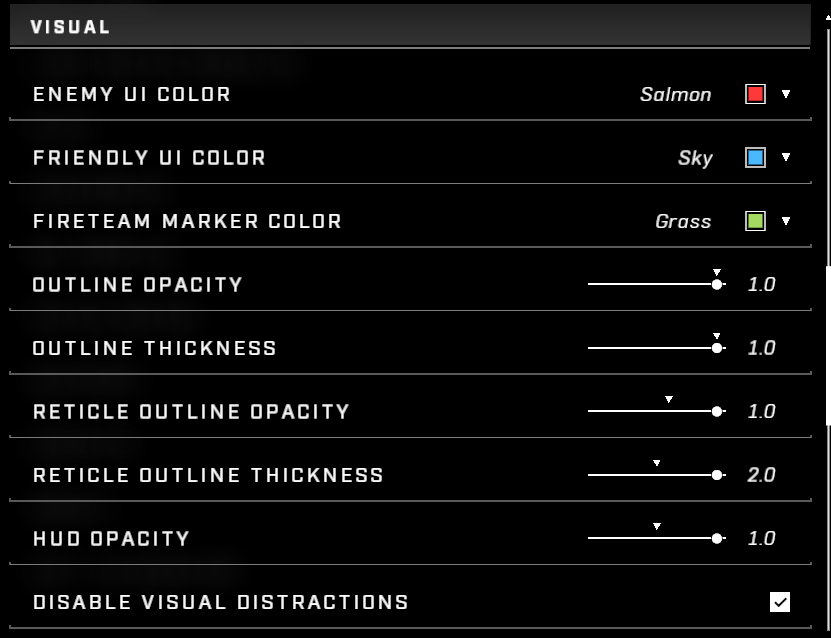 VISUAL
ENEMY UI COLOR Salmon
FRIENDLY UI COLOR Sky
FIRETEAM MARKER COLOR Grass
OUTLINE OPACITY 1.0
OUTLINE THICKNESS 1.0
RETICLE OUTLINE OPACITY 1.0
RETICLE OUTLINE THICKNESS 2.0
HUD OPACITY 1.0
DISABLE VISUAL DISTRACTIONS